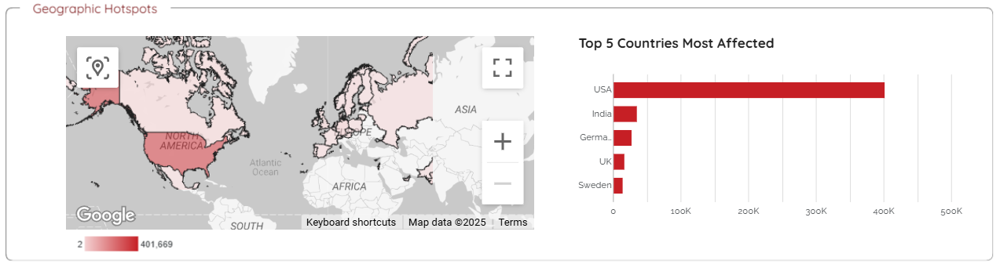 Geographic Hotspots
Top 5 Countries Most Affected
NORTH
AMERICA
Atlantic
Ocean
ASIA
AFRICA
SOUTH
Google
Keyboard shortcuts
Map data ©2025
Terms
2
401,669
USA
India
Germa...
UK
Sweden
0
100K
200K
300K
400K
500K